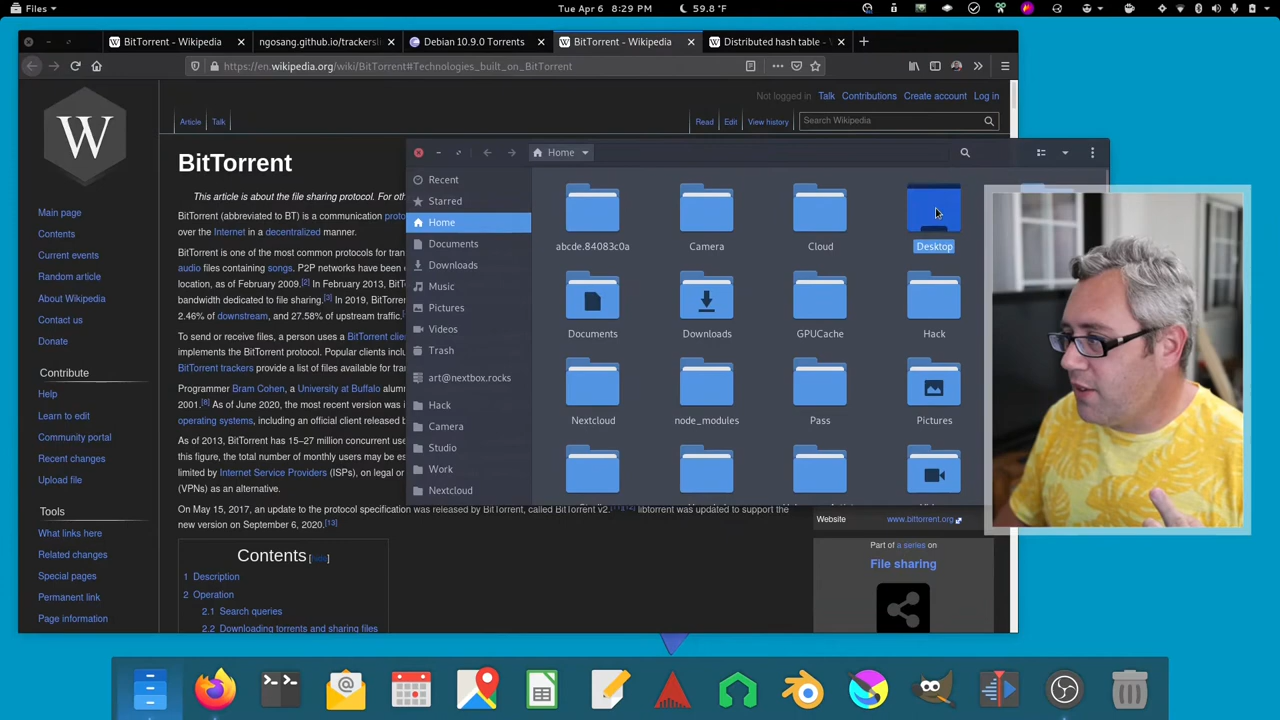 Files
Tue Apr 6 8:29 PM
59.8 °F
BitTorrent - Wikipedia
ngosang.github.io/trackersli
Debian 10.9.0 Torrents
BitTorrent - Wikipedia
Distributed hash table -
https://en.wikipedia.org/wiki/BitTorrent#Technologies_built_on_BitTorrent
Not logged in Talk Contributions Create account Log in
Article Talk
Read Edit View history
Search Wikipedia
W
Main page
Contents
Current events
Random article
About Wikipedia
Contact us
Donate
Contribute
Help
Learn to edit
Community portal
Recent changes
Upload file
Tools
What links here
Related changes
Special pages
Permanent link
Page information
BitTorrent
This article is about the file sharing protocol. For oth
BitTorrent (abbreviated to BT) is a communication proto
over the Internet in a decentralized manner.
BitTorrent is one of the most common protocols for trans
audio files containing songs. P2P networks have been e
location, as of February 2009.[2] In February 2013, BitT
bandwidth dedicated to file sharing.[3] In 2019, BitTorren
2.46% of downstream, and 27.58% of upstream traffic.
To send or receive files, a person uses a BitTorrent clien
implements the BitTorrent protocol. Popular clients includ
BitTorrent trackers provide a list of files available for tra
Programmer Bram Cohen, a University at Buffalo alumn
2001.[6] As of June 2020, the most recent version was i
operating systems, including an official client released b
As of 2013, BitTorrent has 15–27 million concurrent use
this figure, the total number of monthly users may be es
limited by Internet Service Providers (ISPs), on legal or
(VPNs) as an alternative.
On May 15, 2017, an update to the protocol specification was released by BitTorrent, called BitTorrent v2.[11][12] libtorrent was updated to support the
new version on September 6, 2020.[13]
Contents [hide]
1 Description
2 Operation
2.1 Search queries
2.2 Downloading torrents and sharing files
Website www.bittorrent.org
Part of a series on
File sharing
Home
Recent
Starred
Home
Documents
Downloads
Music
Pictures
Videos
Trash
art@nextbox.rocks
Hack
Camera
Studio
Work
Nextcloud
abcde.84083c0a Camera Cloud Desktop
Documents Downloads GPUCache Hack
Nextcloud node_modules Pass Pictures